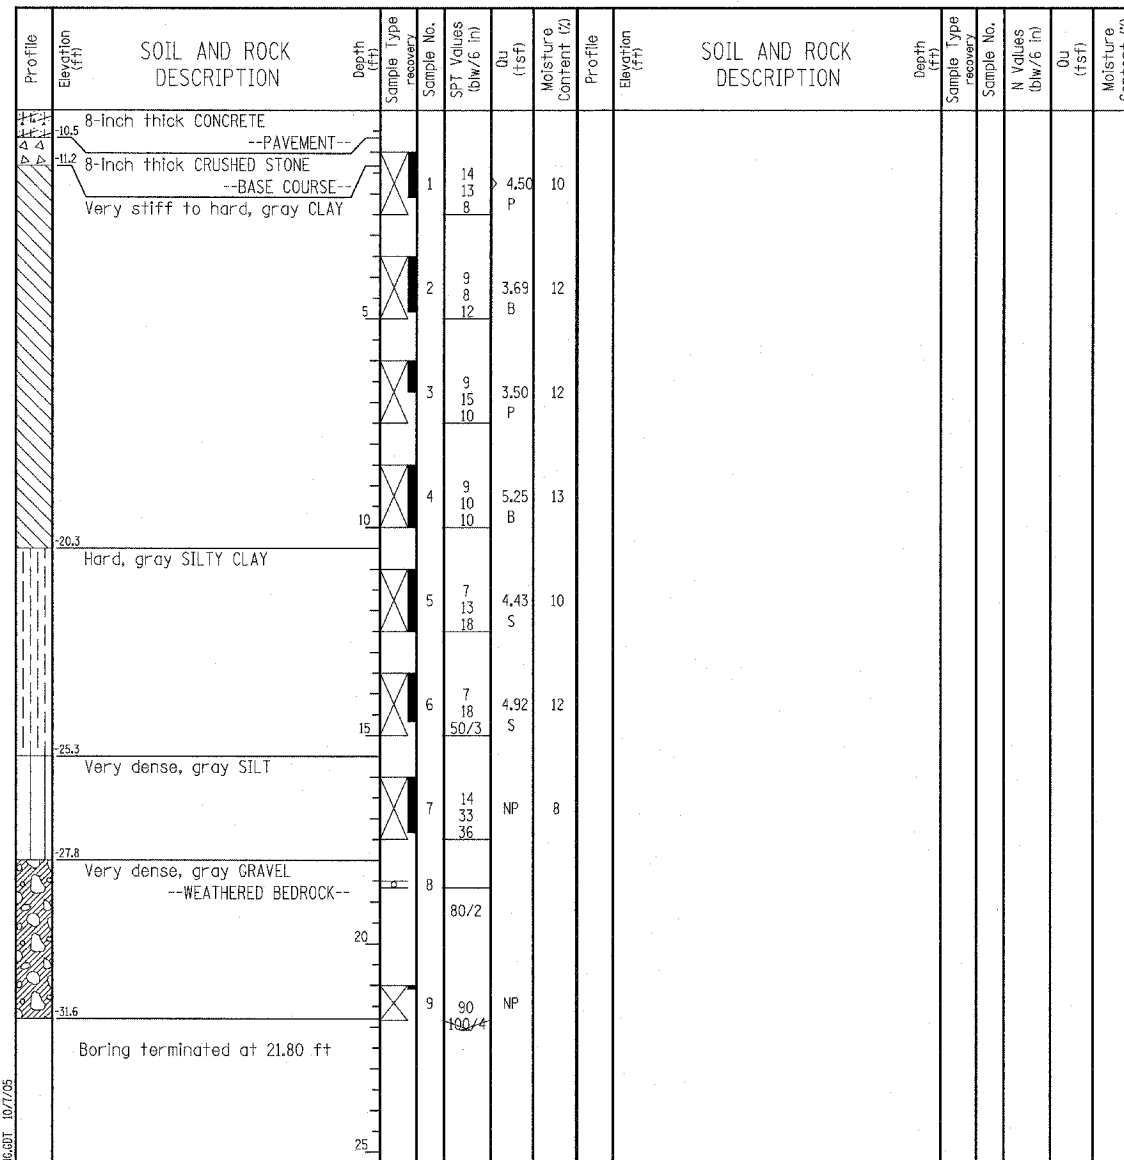 Profile
Elevation (ft)
SOIL AND ROCK
DESCRIPTION
Depth (ft)
Sample Type
recovery
Sample No.
SPT Values
(blw/6 in)
Qu
(tsf)
Moisture
Content (%)
Profile
Elevation (ft)
SOIL AND ROCK
DESCRIPTION
Depth (ft)
Sample Type
recovery
Sample No.
N Values
(blw/6 in)
Qu
(tsf)
Moisture
Content (%)
8-inch thick CONCRETE
-10.5
--PAVEMENT--
-11.2 8-inch thick CRUSHED STONE
--BASE COURSE--
Very stiff to hard, gray CLAY
1
14
13
8
> 4.50
P
10
2
9
8
12
3.69
B
12
5
3
9
15
10
3.50
P
12
4
9
10
10
5.25
B
13
10
-20.3
Hard, gray SILTY CLAY
5
7
13
18
4.43
S
10
6
7
18
50/3
4.92
S
12
15
-25.3
Very dense, gray SILT
7
14
33
36
NP
8
-27.8
Very dense, gray GRAVEL
--WEATHERED BEDROCK--
8
80/2
20
9
90
100/4
NP
-31.6
Boring terminated at 21.80 ft
25
NG.GDT 10/7/05